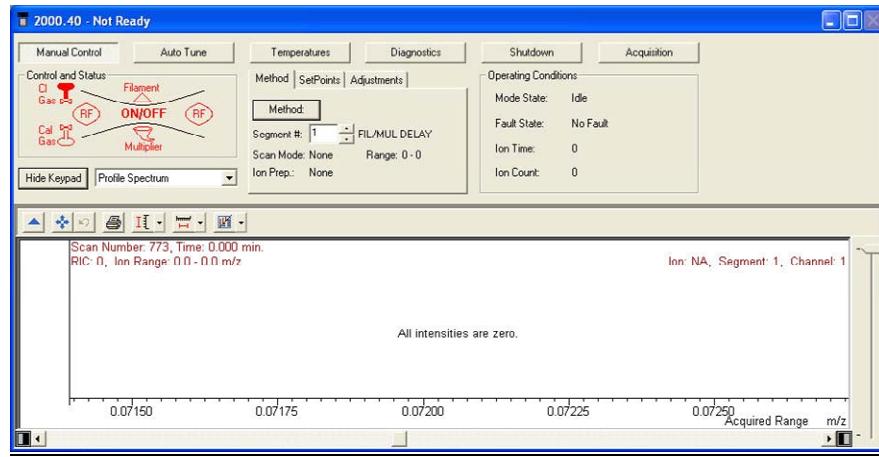 2000.40 - Not Ready
Manual Control Auto Tune Temperatures Diagnostics Shutdown Acquisition
Control and Status
CI
Gas
Filament
RF ON/OFF RF
Cal
Gas
Multiplier
Hide Keypad Profile Spectrum
Method SetPoints Adjustments
Method:
Segment #: 1 FIL/MUL DELAY
Scan Mode: None Range: 0 - 0
Ion Prep.: None
Operating Conditions
Mode State: Idle
Fault State: No Fault
Ion Time: 0
Ion Count: 0
Scan Number: 773, Time: 0.000 min.
RIC: 0, Ion Range: 0.0 - 0.0 m/z Ion: NA, Segment: 1, Channel: 1
All intensities are zero.
0.07150 0.07175 0.07200 0.07225 0.07250
Acquired Range m/z